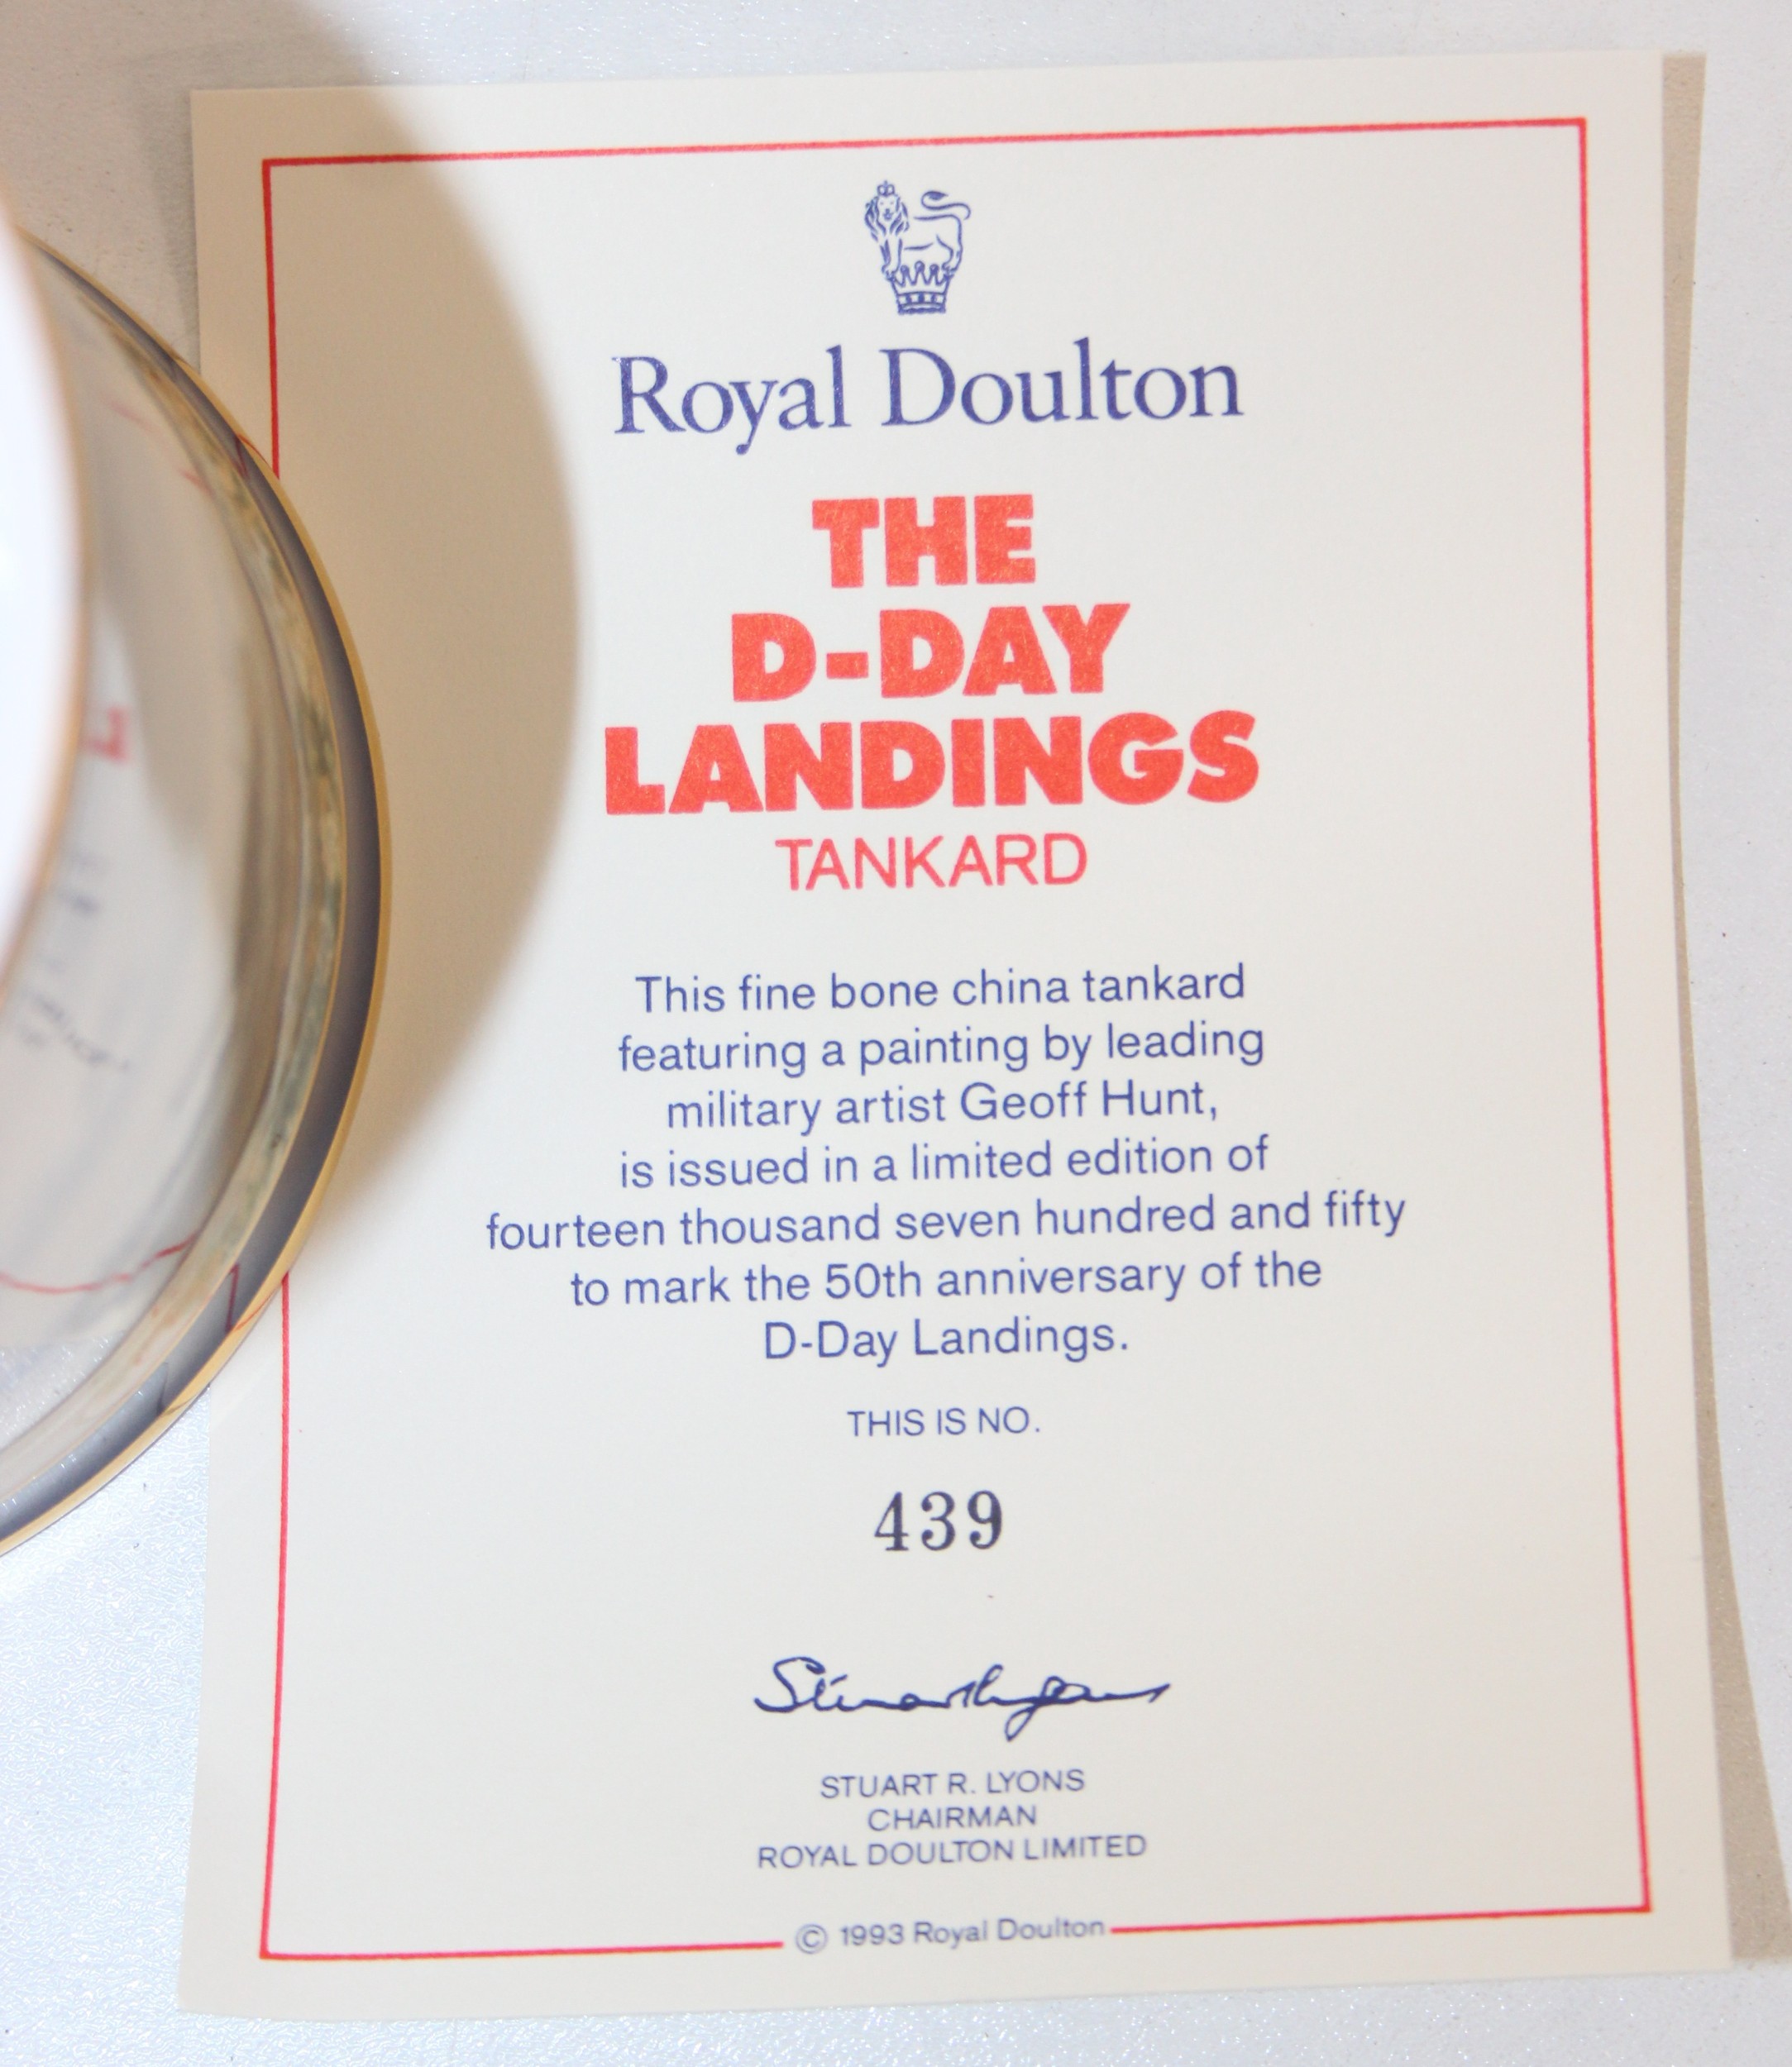 Royal Doulton
THE
D-DAY
LANDINGS
TANKARD
This fine bone china tankard
featuring a painting by leading
military artist Geoff Hunt,
is issued in a limited edition of
fourteen thousand seven hundred and fifty
to mark the 50th anniversary of the
D-Day Landings.
THIS IS NO.
439
Stuart Lyons
STUART R. LYONS
CHAIRMAN
ROYAL DOULTON LIMITED
© 1993 Royal Doulton